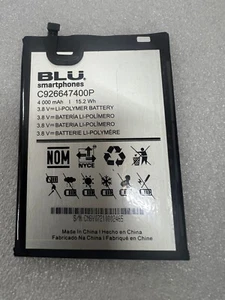 BLU
smartphones
C926647400P
4 000 mAh 15.2 Wh
3.8 V⎓ LI-POLYMER BATTERY
3.8 V⎓ BATERIA LI-POLÍMERO
3.8 V⎓ BATERÍA LI-POLÍMERO
3.8 V⎓ BATTERIE LI-POLYMÈRE
NOM
NYCE
Made In China / Hecho en China
Fabricado Na China / Fabriqué en Chine